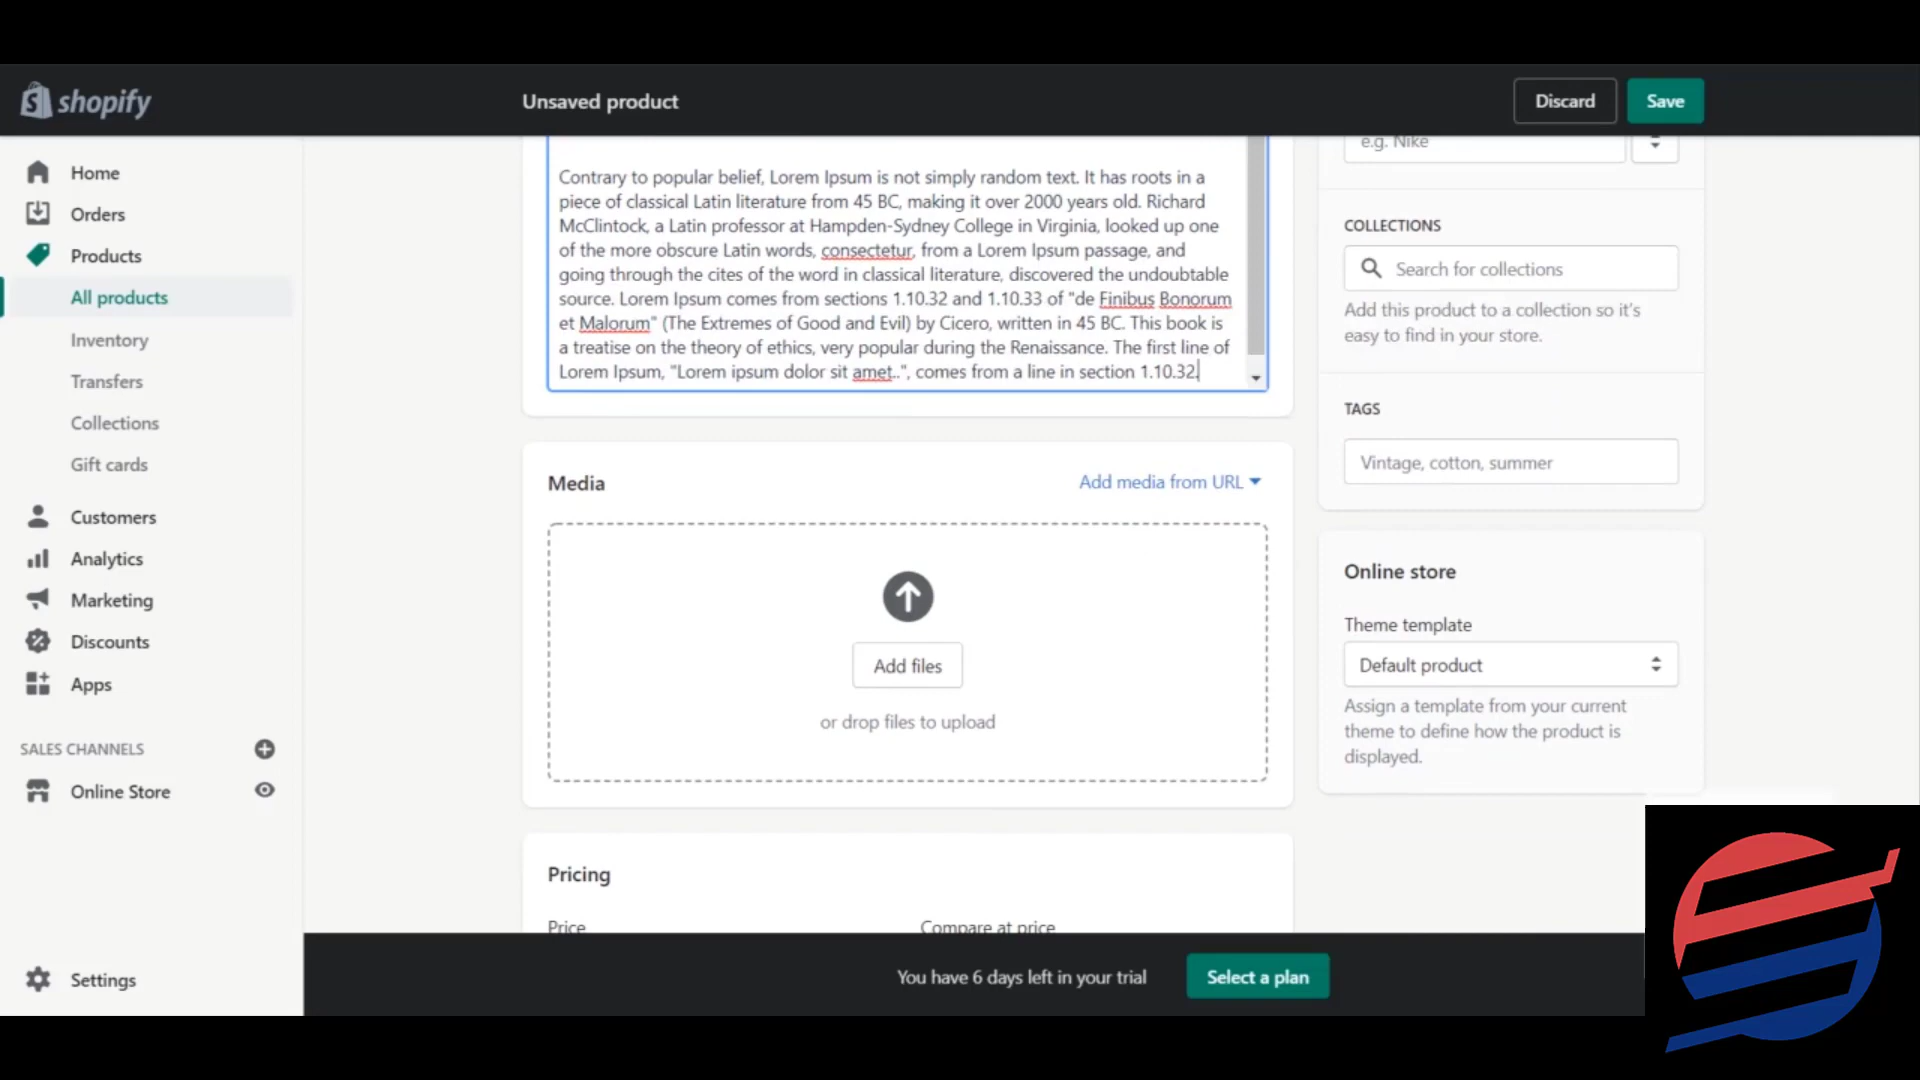 shopify
Unsaved product
Discard
Save
Home
Orders
Products
All products
Inventory
Transfers
Collections
Gift cards
Customers
Analytics
Marketing
Discounts
Apps
SALES CHANNELS
Online Store
Settings
Contrary to popular belief, Lorem Ipsum is not simply random text. It has roots in a
piece of classical Latin literature from 45 BC, making it over 2000 years old. Richard
McClintock, a Latin professor at Hampden-Sydney College in Virginia, looked up one
of the more obscure Latin words, consectetur, from a Lorem Ipsum passage, and
going through the cites of the word in classical literature, discovered the undoubtable
source. Lorem Ipsum comes from sections 1.10.32 and 1.10.33 of "de Finibus Bonorum
et Malorum" (The Extremes of Good and Evil) by Cicero, written in 45 BC. This book is
a treatise on the theory of ethics, very popular during the Renaissance. The first line of
Lorem Ipsum, "Lorem ipsum dolor sit amet..", comes from a line in section 1.10.32.
Media
Add media from URL
Add files
or drop files to upload
Pricing
Price
Compare at price
e.g. Nike
COLLECTIONS
Search for collections
Add this product to a collection so it's
easy to find in your store.
TAGS
Vintage, cotton, summer
Online store
Theme template
Default product
Assign a template from your current
theme to define how the product is
displayed.
You have 6 days left in your trial
Select a plan